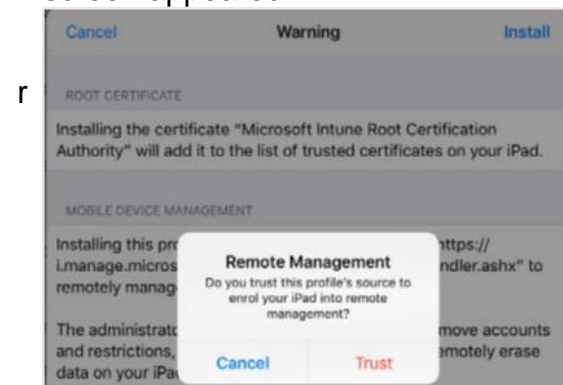 Cancel Warning Install
r
ROOT CERTIFICATE
Installing the certificate "Microsoft Intune Root Certification
Authority" will add it to the list of trusted certificates on your iPad.
MOBILE DEVICE MANAGEMENT
Installing this https://
i.manage.micros ndler.ashx" to
remotely manag
Remote Management
Do you trust this profile's source to
enrol your iPad into remote
management?
Cancel Trust
The move accounts
and restrictions, emotely erase
data on your iPa